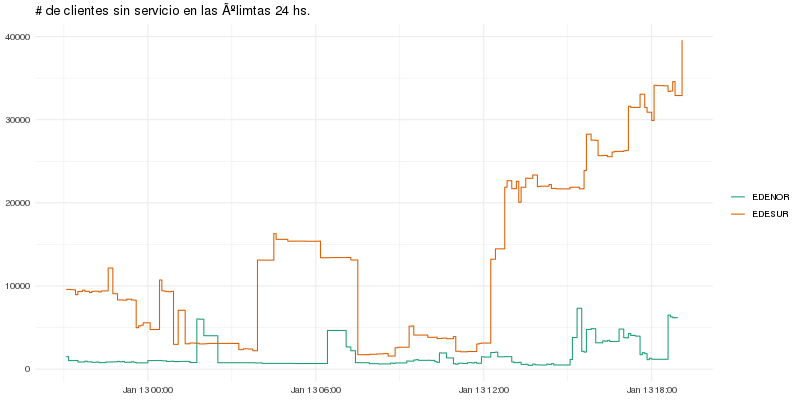 # de clientes sin servicio en las Ãºlimtas 24 hs.
40000
30000
20000
10000
0
Jan 13 00:00
Jan 13 06:00
Jan 13 12:00
Jan 13 18:00
EDENOR
EDESUR